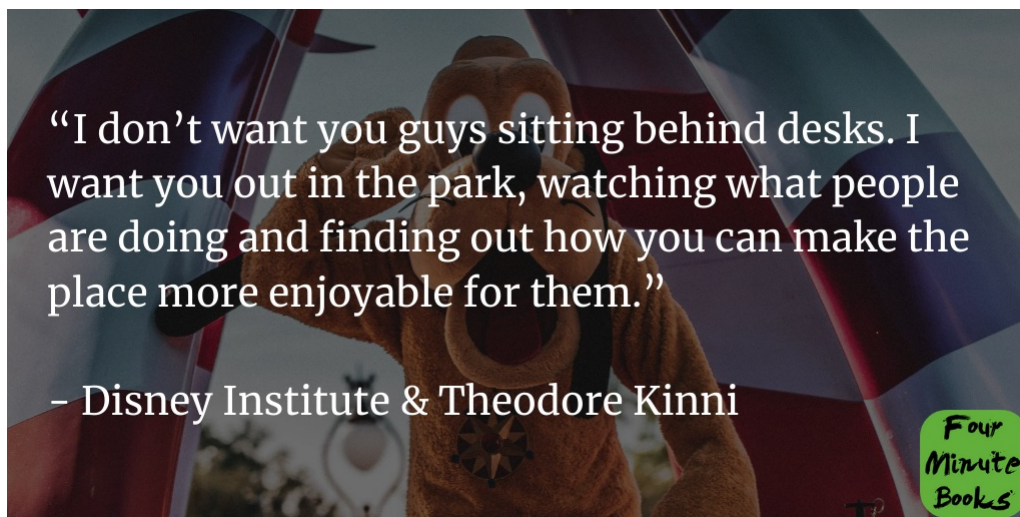 “I don’t want you guys sitting behind desks. I
want you out in the park, watching what people
are doing and finding out how you can make the
place more enjoyable for them.”
- Disney Institute & Theodore Kinni
Four
Minute
Books